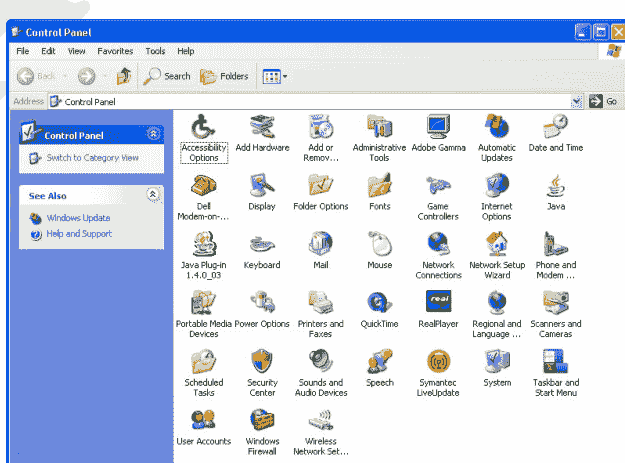 Control Panel
File Edit View Favorites Tools Help
Back Search Folders
Address Control Panel Go
Control Panel
Switch to Category View
See Also
Windows Update
Help and Support
Accessibility Options
Add Hardware
Add or Remov...
Administrative Tools
Adobe Gamma
Automatic Updates
Date and Time
Dell Modem-on-...
Display
Folder Options
Fonts
Game Controllers
Internet Options
Java
Java Plug-in 1.4.0_03
Keyboard
Mail
Mouse
Network Connections
Network Setup Wizard
Phone and Modem ...
Portable Media Devices
Power Options
Printers and Faxes
QuickTime
real
RealPlayer
Regional and Language ...
Scanners and Cameras
Scheduled Tasks
Security Center
Sounds and Audio Devices
Speech
Symantec LiveUpdate
System
Taskbar and Start Menu
User Accounts
Windows Firewall
Wireless Network Set...